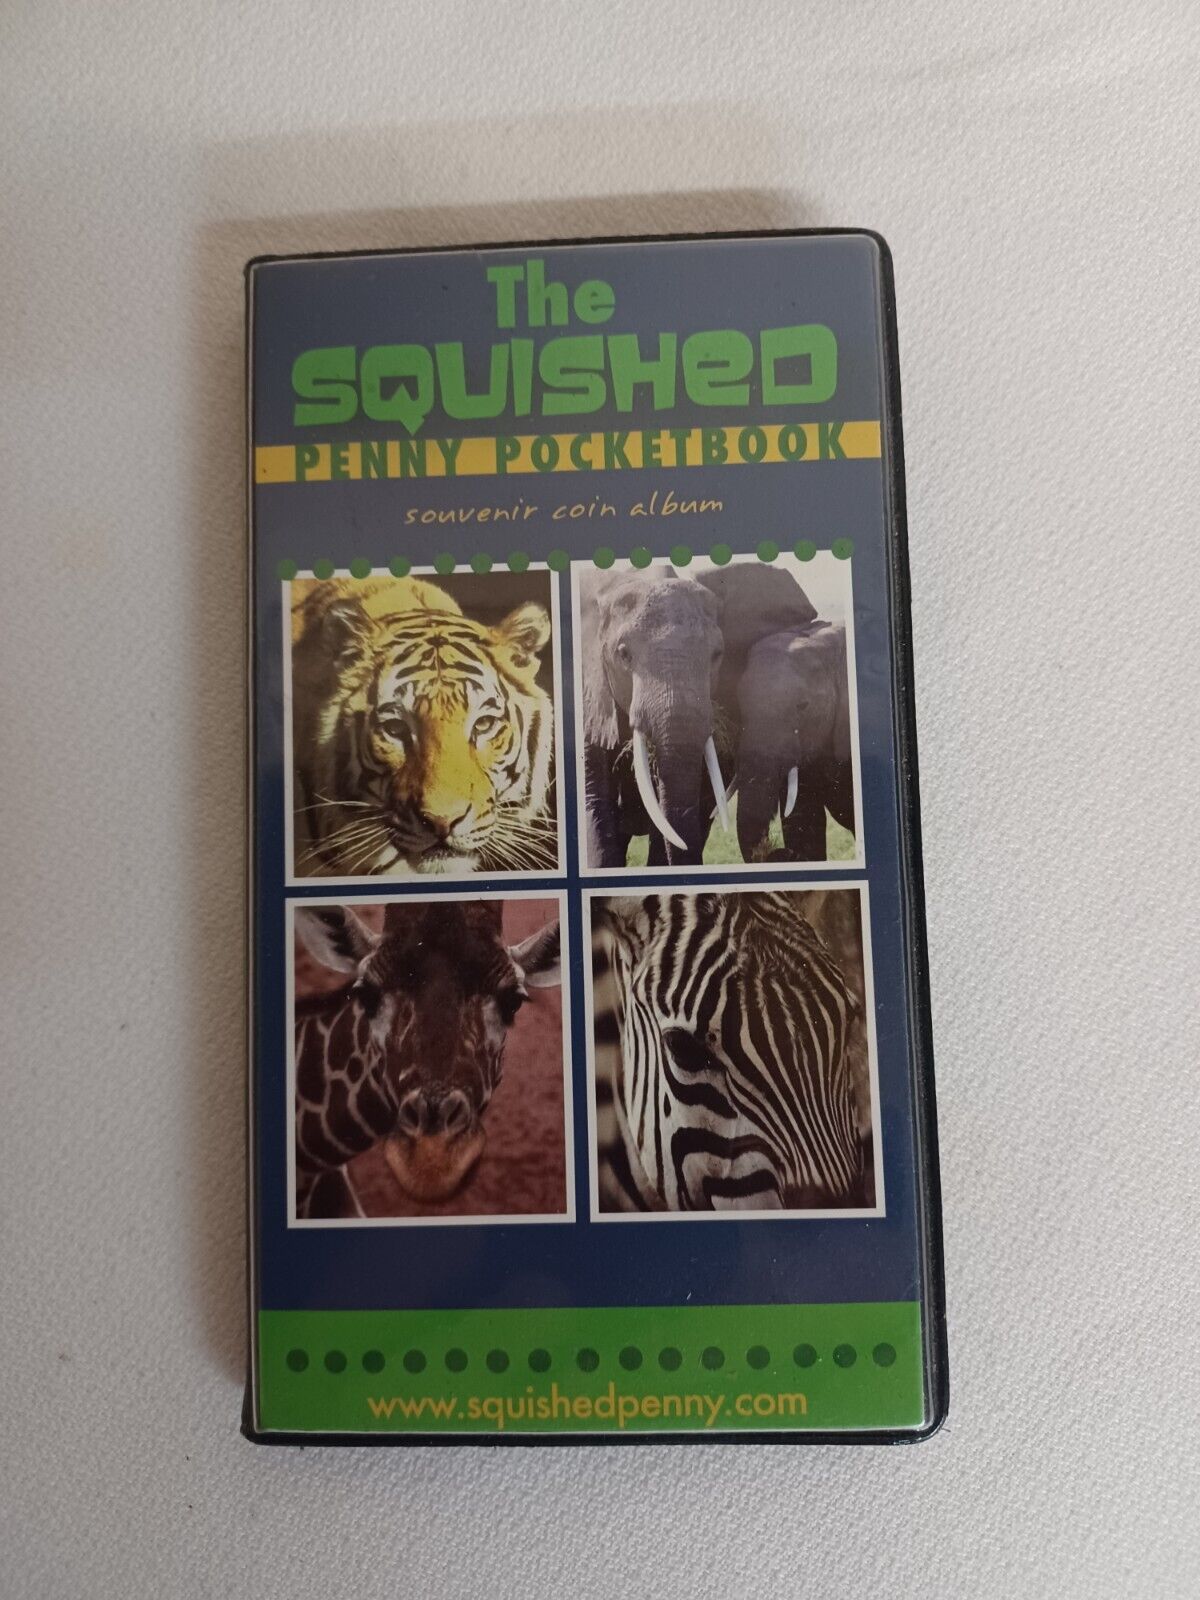 The
SQUISHeD
PENNY POCKETBOOK
souvenir coin album
www.squishedpenny.com